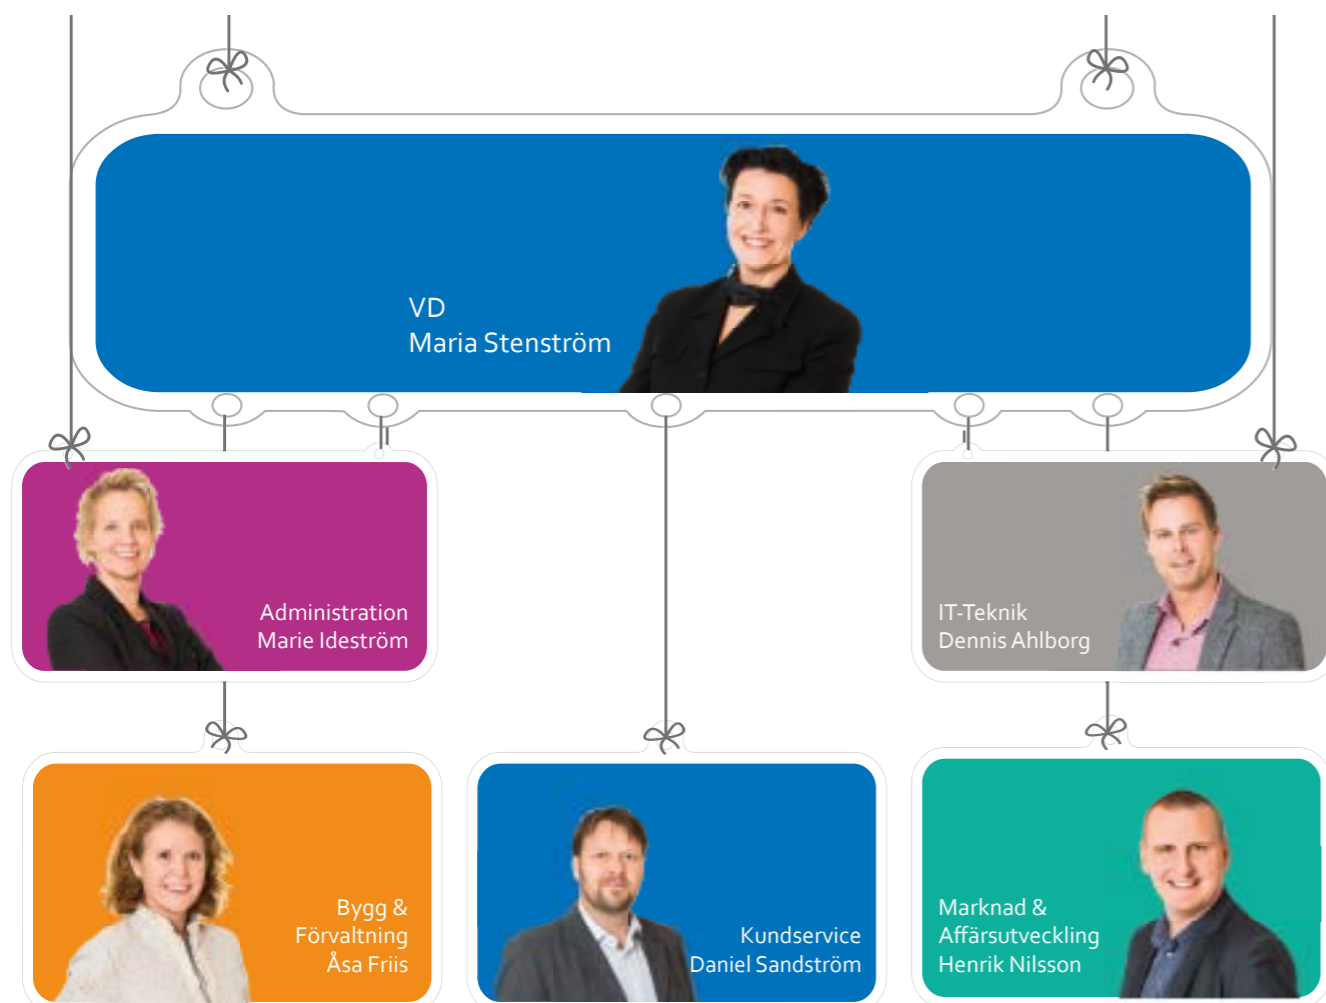 VD
Maria Stenström
Administration
Marie Ideström
IT-Teknik
Dennis Ahlborg
Bygg &
Förvaltning
Åsa Friis
Kundservice
Daniel Sandström
Marknad &
Affärsutveckling
Henrik Nilsson